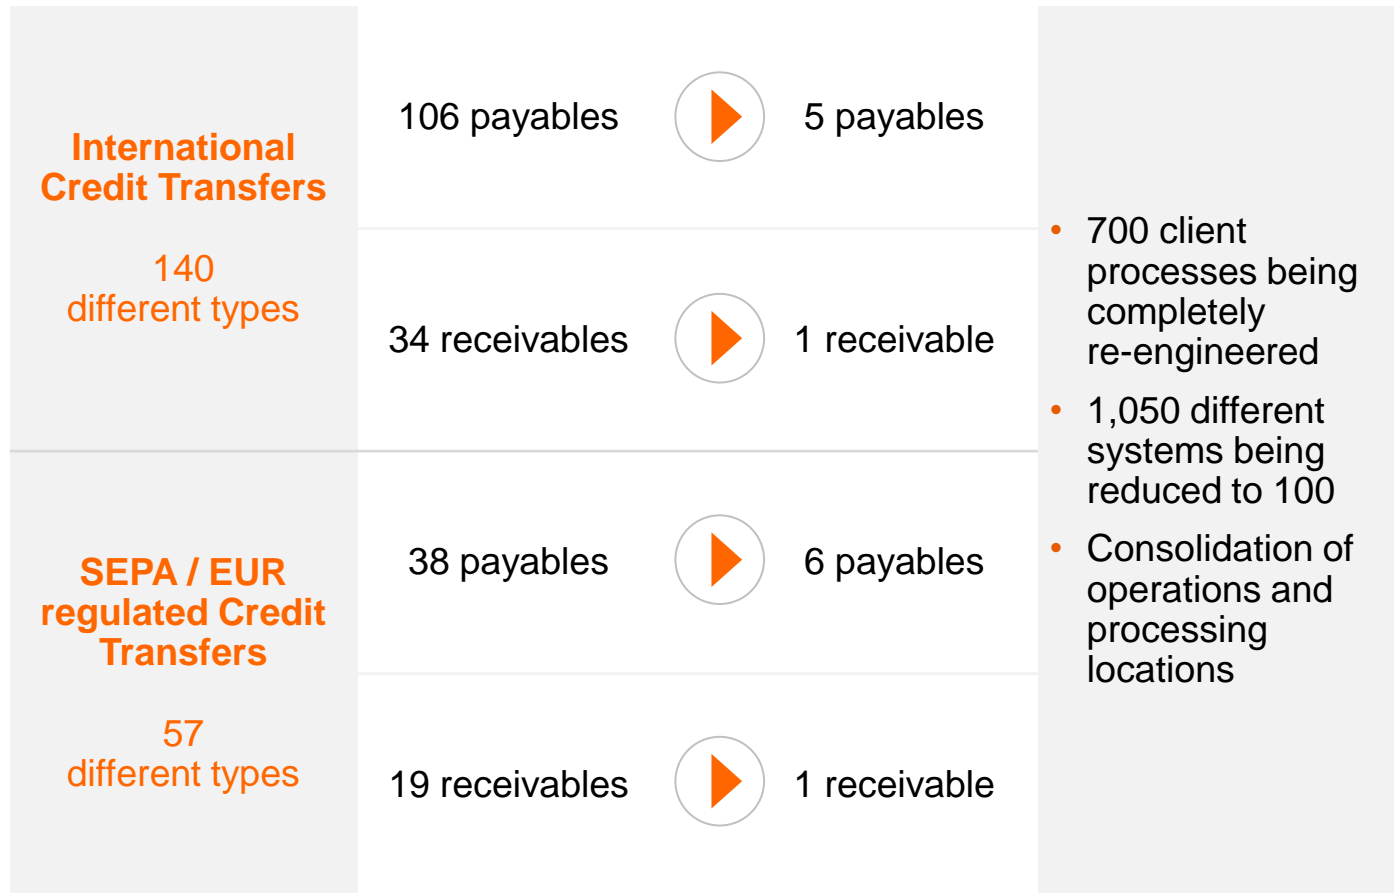 International
Credit Transfers
140
different types
106 payables
5 payables
34 receivables
1 receivable
SEPA / EUR
regulated Credit
Transfers
57
different types
38 payables
6 payables
19 receivables
1 receivable
• 700 client
processes being
completely
re-engineered
• 1,050 different
systems being
reduced to 100
• Consolidation of
operations and
processing
locations